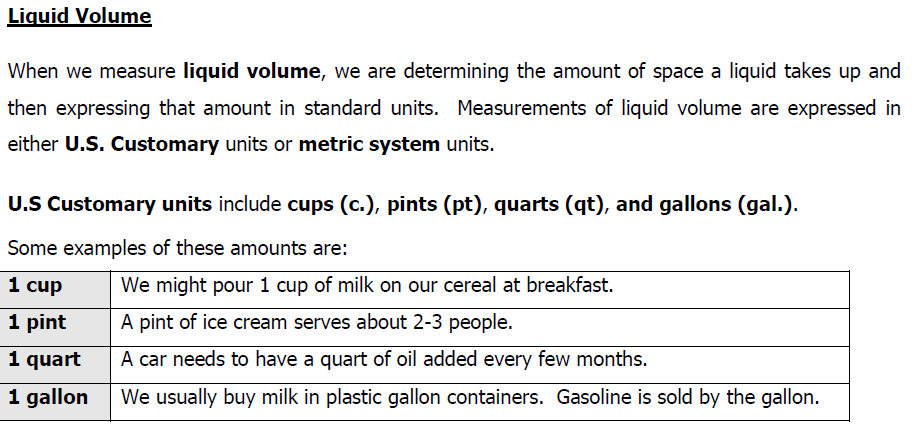 Liquid Volume
When we measure liquid volume, we are determining the amount of space a liquid takes up and
then expressing that amount in standard units. Measurements of liquid volume are expressed in
either U.S. Customary units or metric system units.
U.S Customary units include cups (c.), pints (pt), quarts (qt), and gallons (gal.).
Some examples of these amounts are:
1 cup We might pour 1 cup of milk on our cereal at breakfast.
1 pint A pint of ice cream serves about 2-3 people.
1 quart A car needs to have a quart of oil added every few months.
1 gallon We usually buy milk in plastic gallon containers. Gasoline is sold by the gallon.